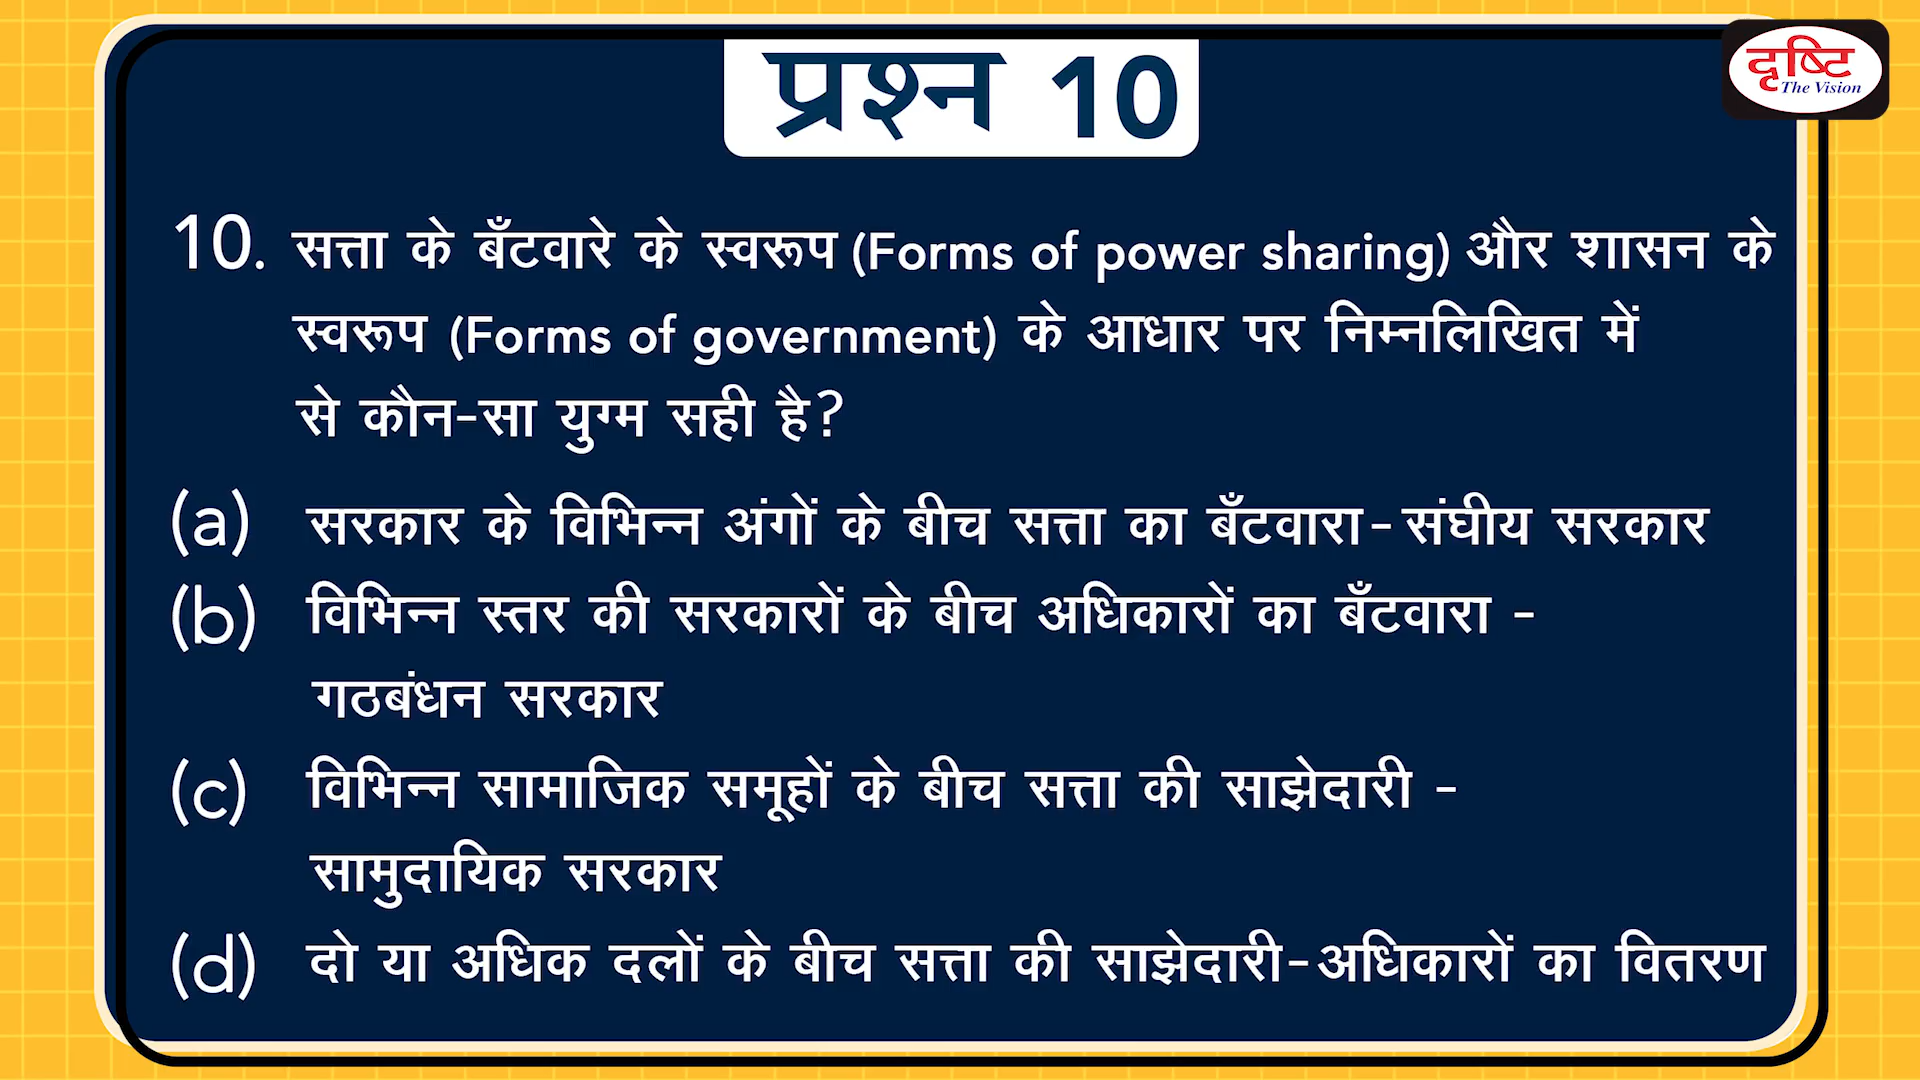 प्रश्न 10
दृष्टि
The Vision
10. सत्ता के बँटवारे के स्वरूप (Forms of power sharing) और शासन के
स्वरूप (Forms of government) के आधार पर निम्नलिखित में
से कौन-सा युग्म सही है?
(a) सरकार के विभिन्न अंगों के बीच सत्ता का बँटवारा-संघीय सरकार
(b) विभिन्न स्तर की सरकारों के बीच अधिकारों का बँटवारा -
गठबंधन सरकार
(c) विभिन्न सामाजिक समूहों के बीच सत्ता की साझेदारी -
सामुदायिक सरकार
(d) दो या अधिक दलों के बीच सत्ता की साझेदारी-अधिकारों का वितरण